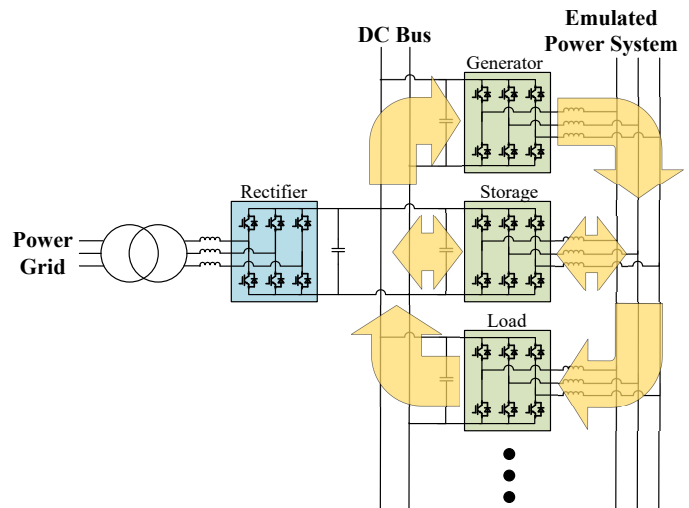 DC Bus
Emulated
Power System
Generator
Rectifier
Storage
Power
Grid
Load